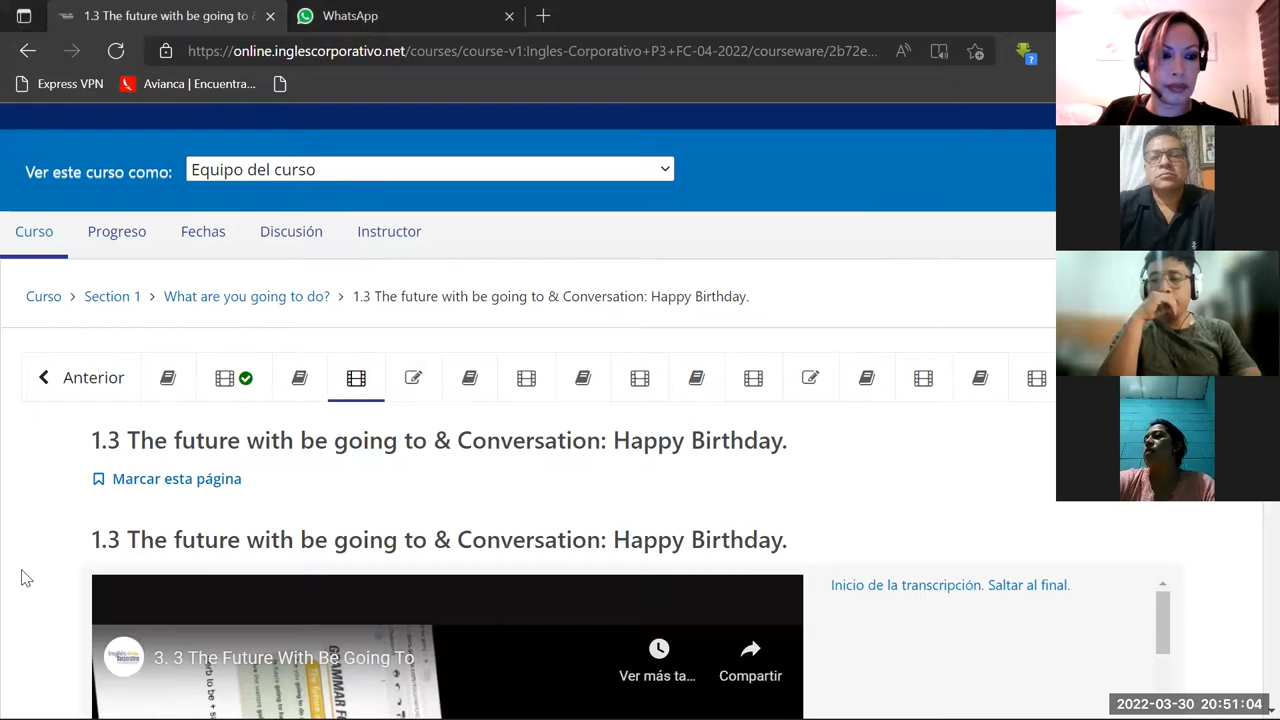 1.3 The future with be going to &
WhatsApp
https://online.inglescorporativo.net/courses/course-v1:Ingles-Corporativo+P3+FC-04-2022/courseware/2b72e...
Express VPN
Avianca | Encuentra...
Ver este curso como:
Equipo del curso
Curso
Progreso
Fechas
Discusión
Instructor
Curso > Section 1 > What are you going to do? > 1.3 The future with be going to & Conversation: Happy Birthday.
Anterior
1.3 The future with be going to & Conversation: Happy Birthday.
Marcar esta página
1.3 The future with be going to & Conversation: Happy Birthday.
Inicio de la transcripción. Saltar al final.
3. 3 The Future With Be Going To
Ver más ta...
Compartir
2022-03-30 20:51:04